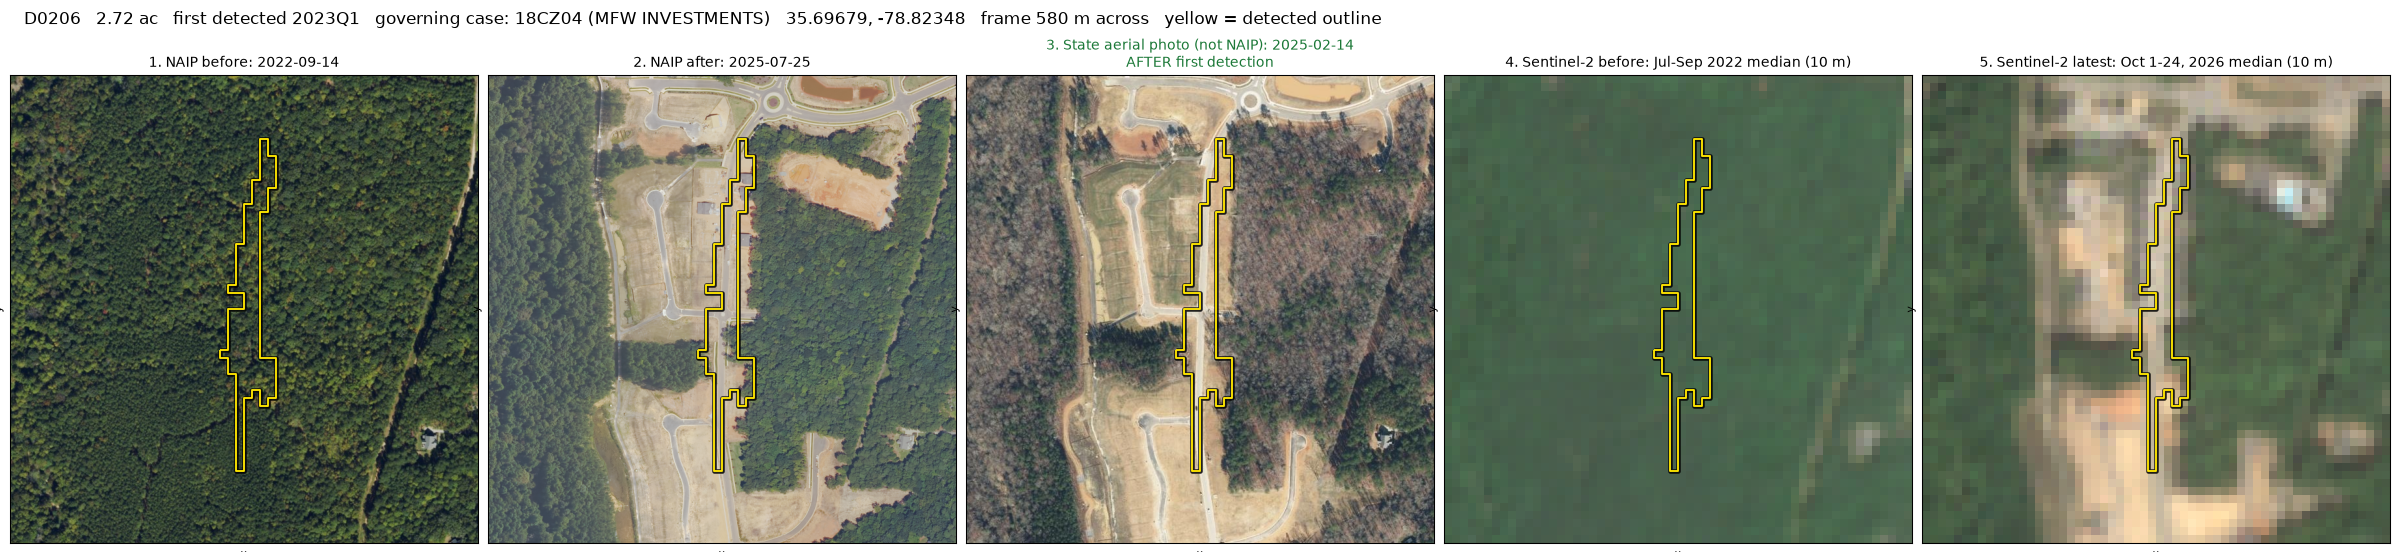 D0206   2.72 ac   first detected 2023Q1   governing case: 18CZ04 (MFW INVESTMENTS)   35.69679, -78.82348   frame 580 m across   yellow = detected outline
1. NAIP before: 2022-09-14
2. NAIP after: 2025-07-25
3. State aerial photo (not NAIP): 2025-02-14
AFTER first detection
4. Sentinel-2 before: Jul-Sep 2022 median (10 m)
5. Sentinel-2 latest: Oct 1-24, 2026 median (10 m)